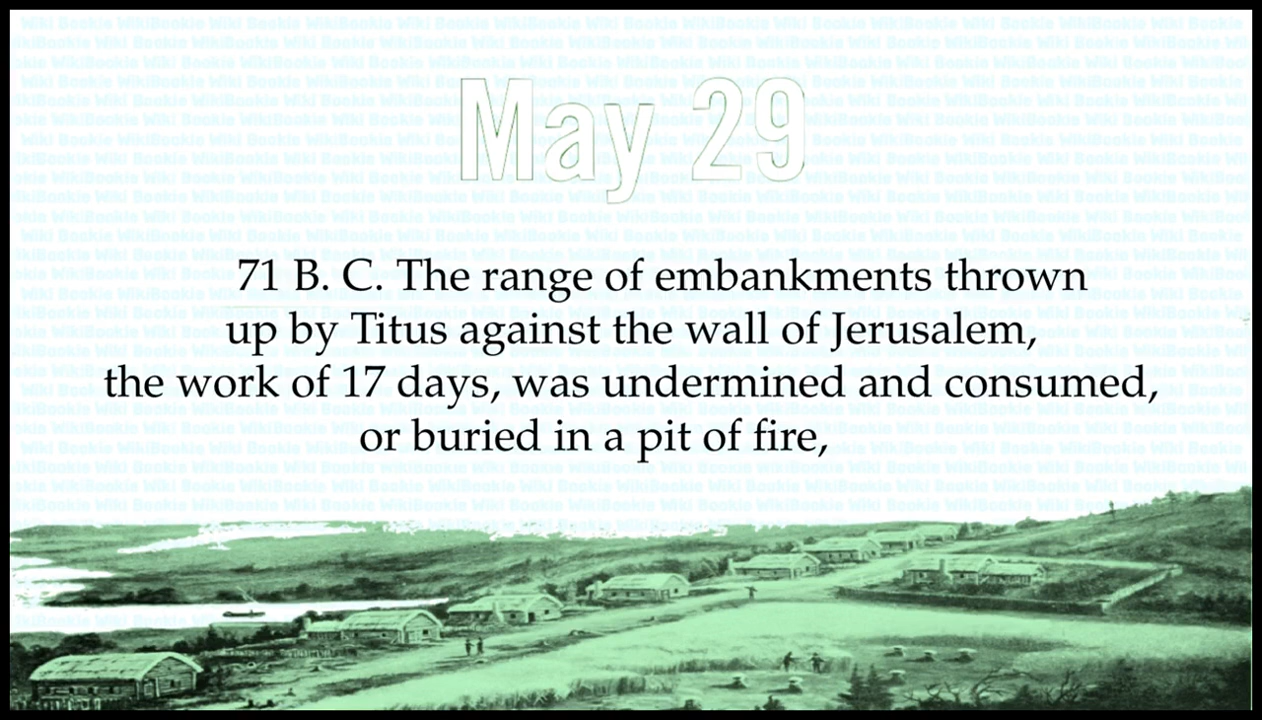 May 29
71 B. C. The range of embankments thrown
up by Titus against the wall of Jerusalem,
the work of 17 days, was undermined and consumed,
or buried in a pit of fire,